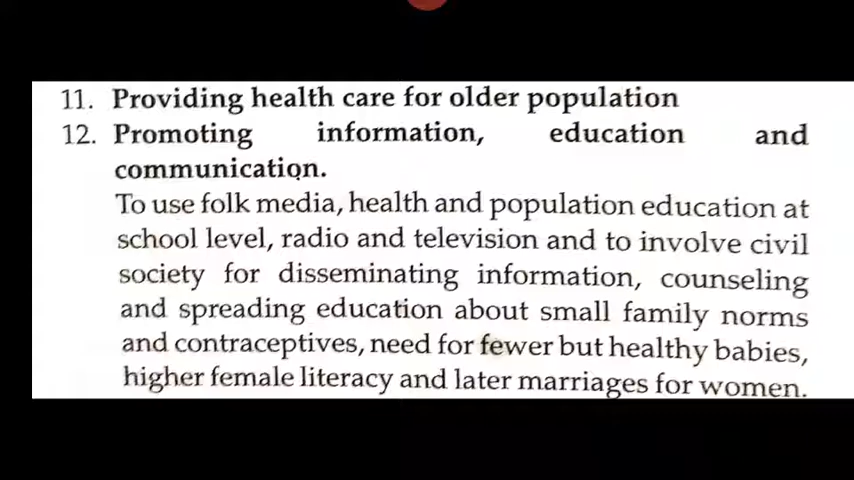 11. Providing health care for older population
12. Promoting information, education and
communication.
To use folk media, health and population education at
school level, radio and television and to involve civil
society for disseminating information, counseling
and spreading education about small family norms
and contraceptives, need for fewer but healthy babies,
higher female literacy and later marriages for women.